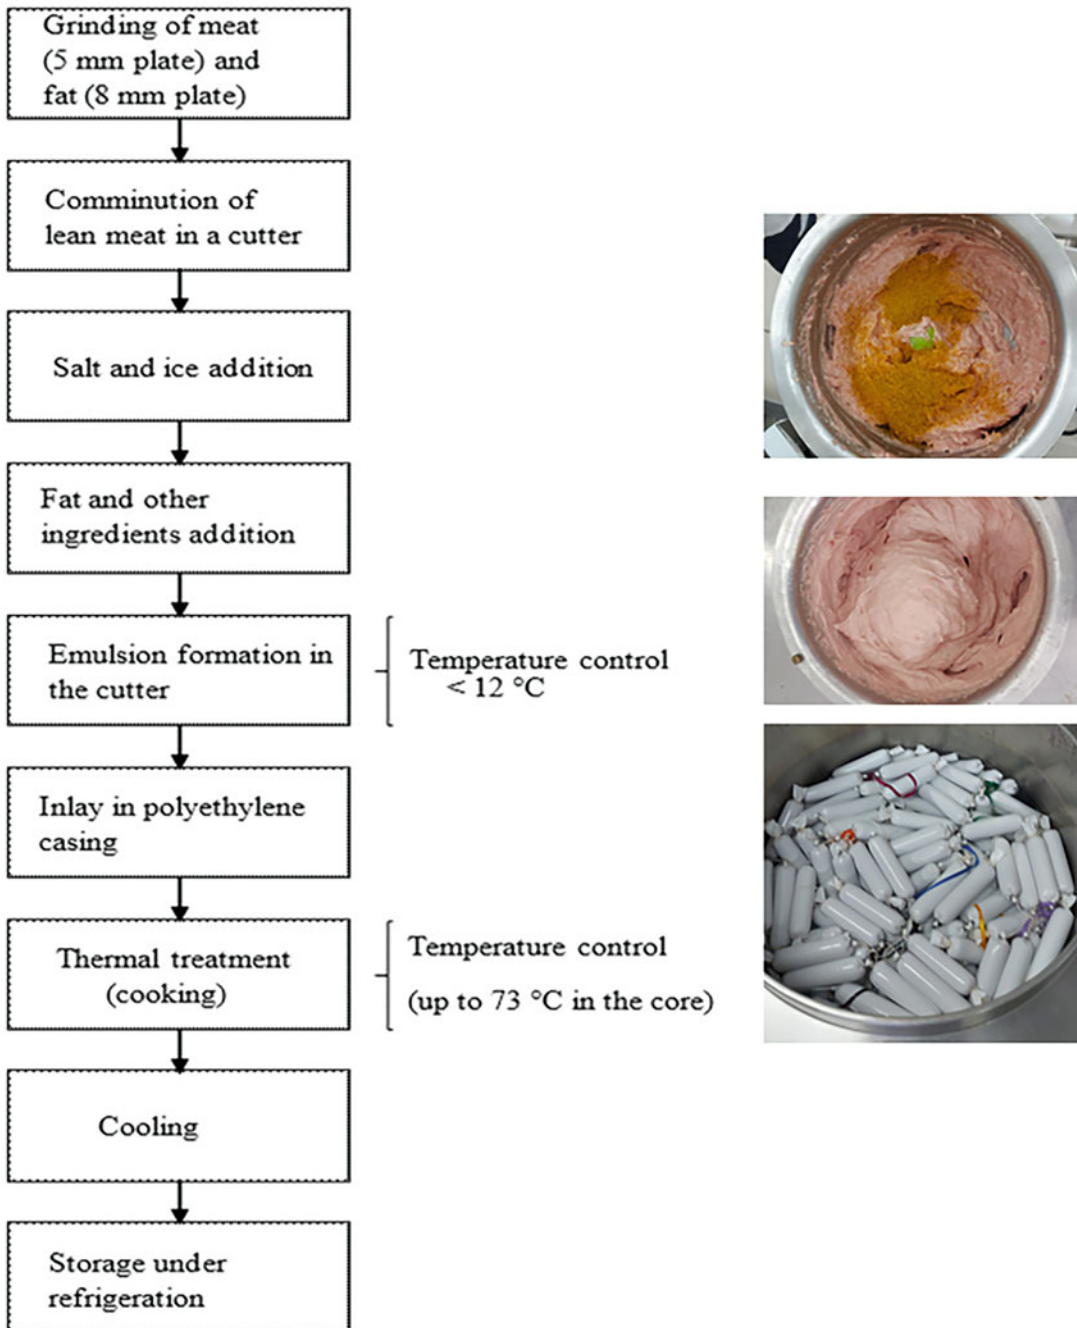 Grinding of meat
(5 mm plate) and
fat (8 mm plate)
Comminution of
lean meat in a cutter
Salt and ice addition
Fat and other
ingredients addition
Emulsion formation in
the cutter
Temperature control
< 12 °C
Inlay in polyethylene
casing
Thermal treatment
(cooking)
Temperature control
(up to 73 °C in the core)
Cooling
Storage under
refrigeration